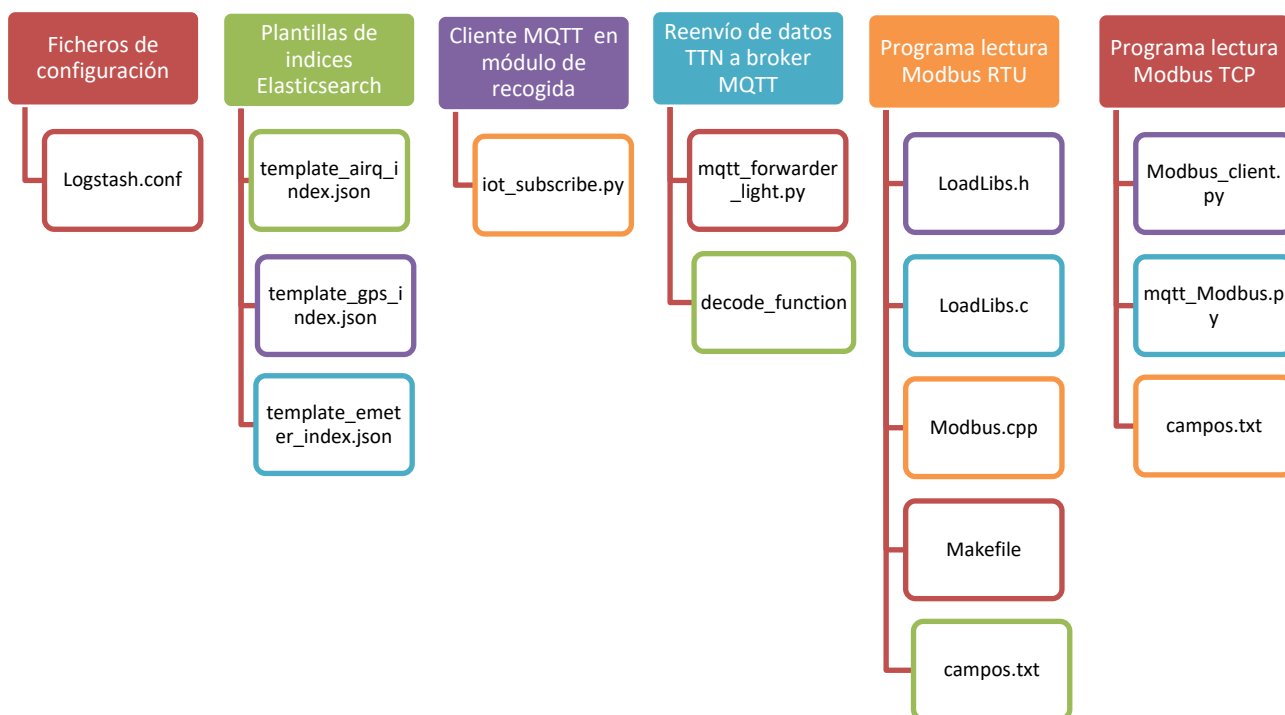 Ficheros de
configuración
Logstash.conf
Plantillas de
indices
Elasticsearch
template_airq_i
ndex.json
template_gps_i
ndex.json
template_emet
er_index.json
Cliente MQTT en
módulo de
recogida
iot_subscribe.py
Reenvío de datos
TTN a broker
MQTT
mqtt_forwarder
_light.py
decode_function
Programa lectura
Modbus RTU
LoadLibs.h
LoadLibs.c
Modbus.cpp
Makefile
campos.txt
Programa lectura
Modbus TCP
Modbus_client.
py
mqtt_Modbus.p
y
campos.txt